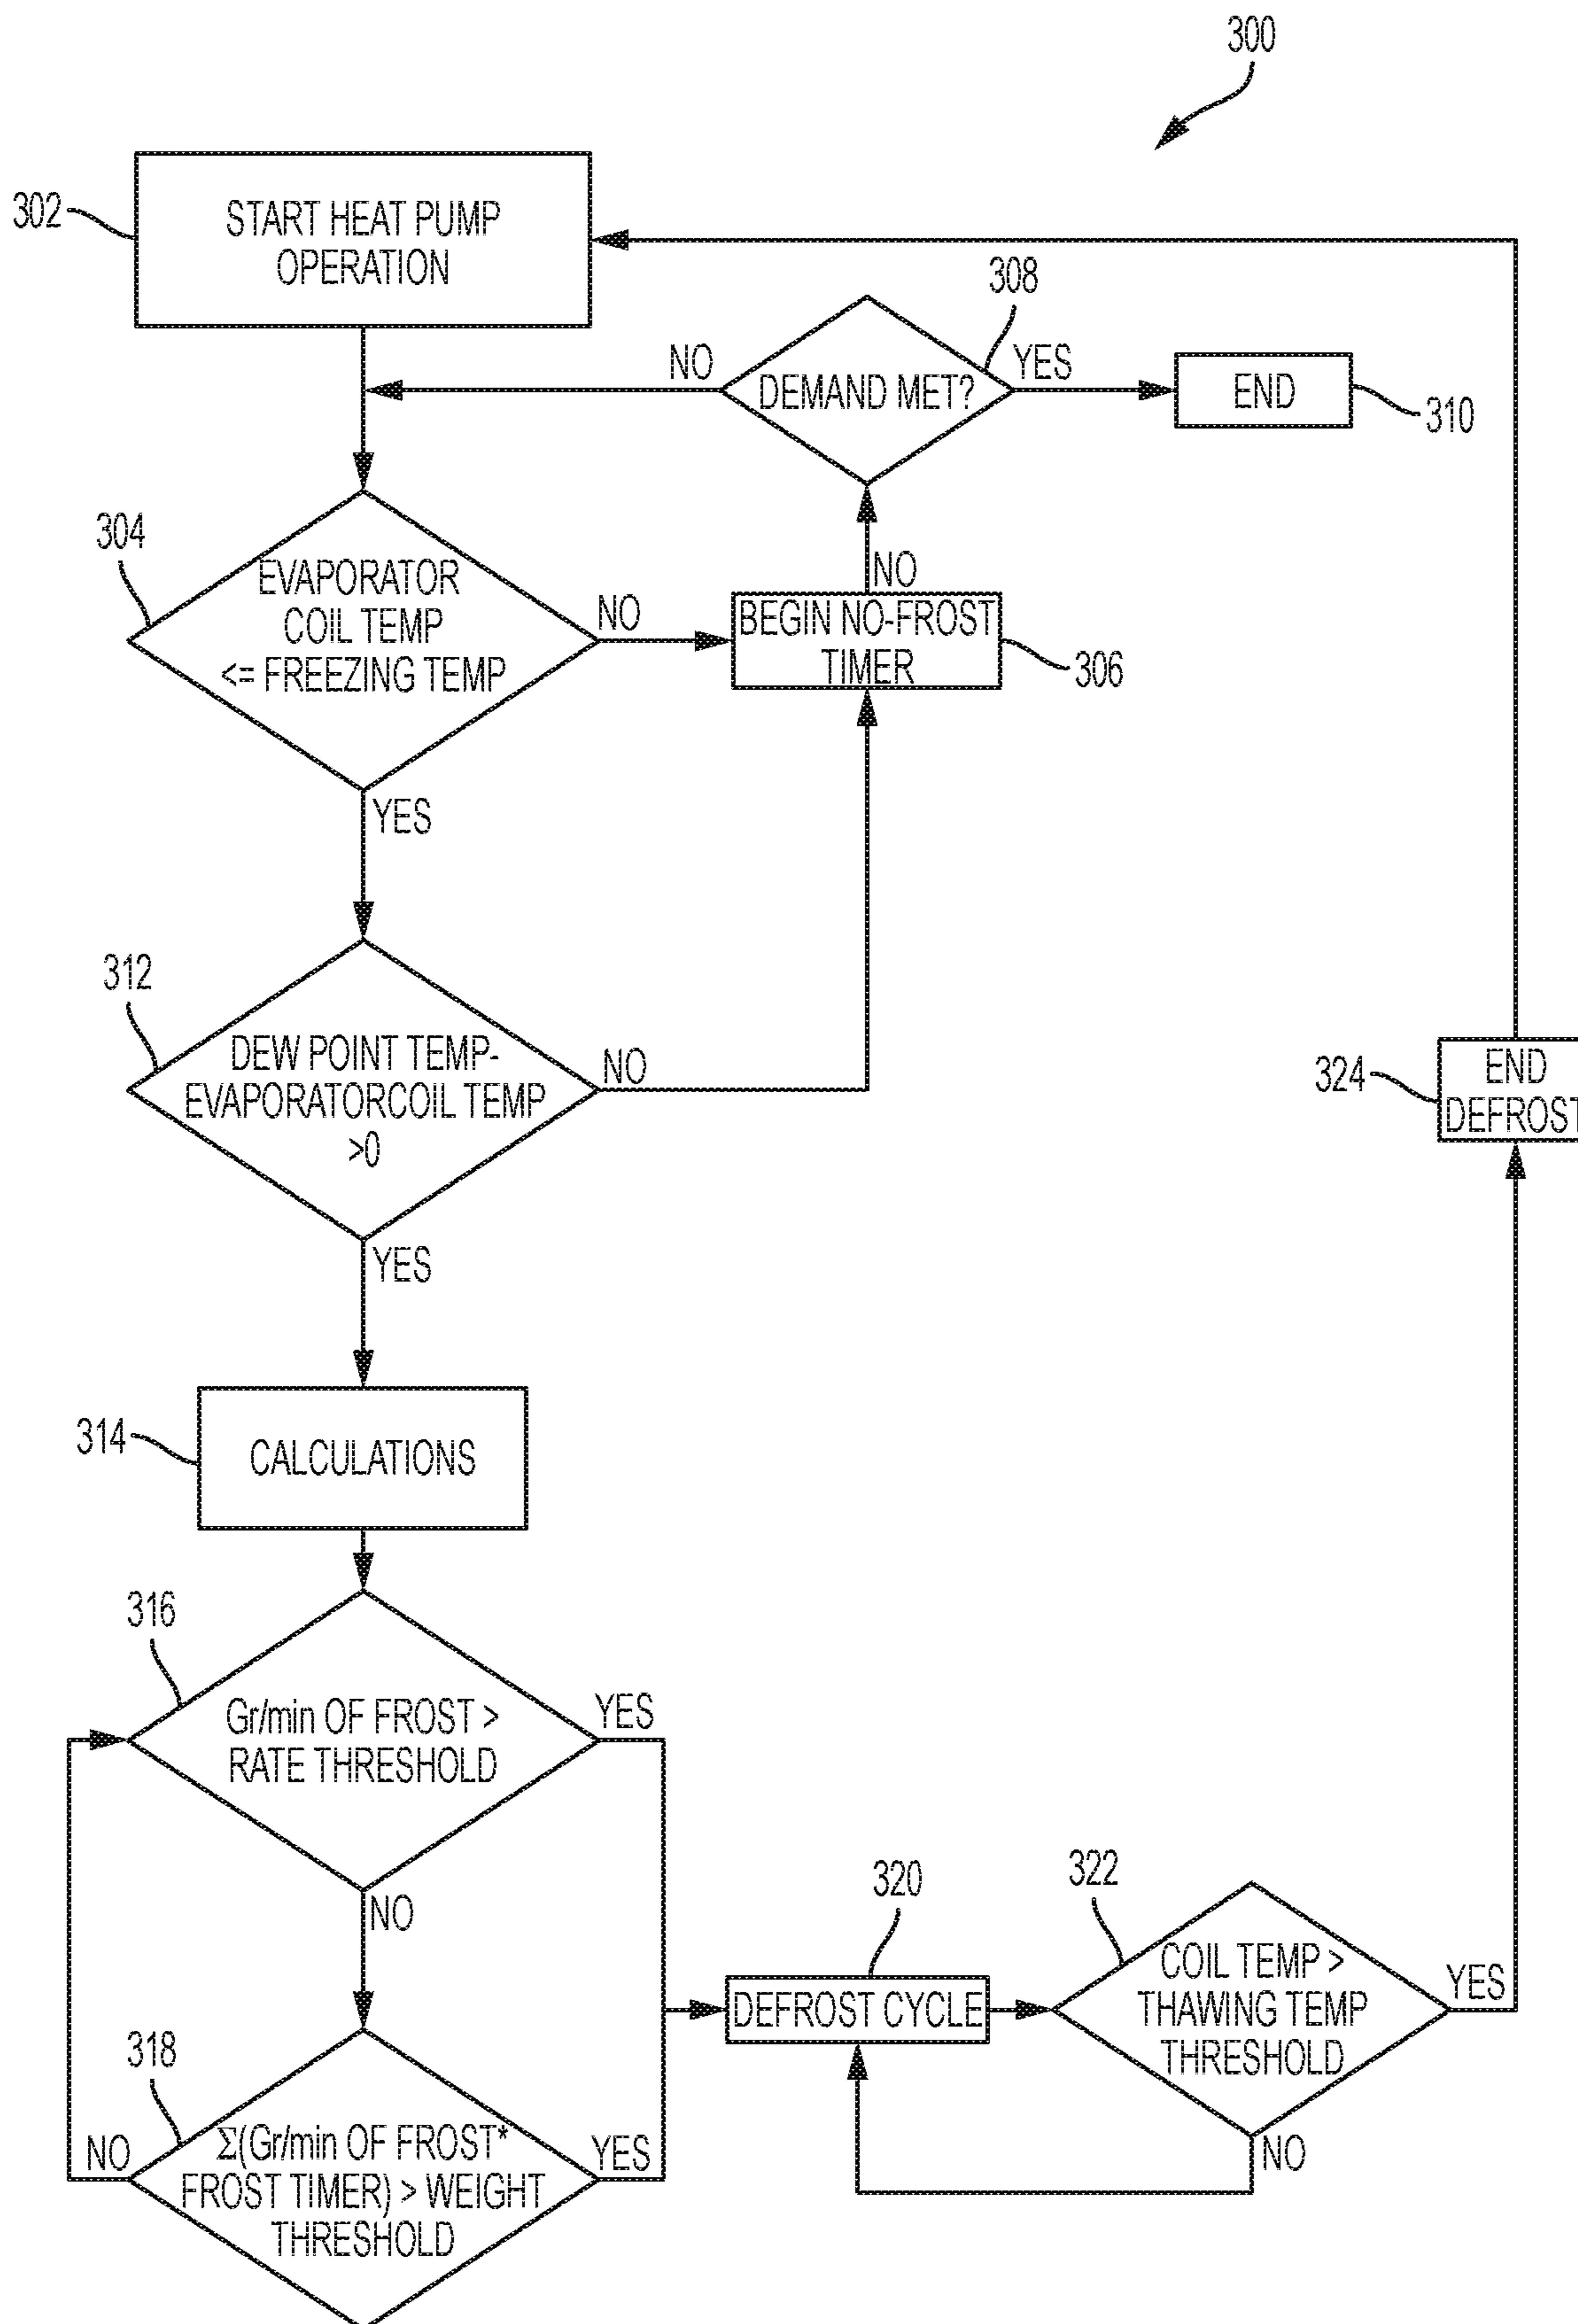 300
302
START HEAT PUMP
OPERATION
308
NO
DEMAND MET?
YES
END
310
304
EVAPORATOR
COIL TEMP
<= FREEZING TEMP
NO
NO
BEGIN NO-FROST
TIMER
306
YES
312
DEW POINT TEMP-
EVAPORATORCOIL TEMP
>0
NO
324
END
DEFROST
YES
314
CALCULATIONS
316
Gr/min OF FROST >
RATE THRESHOLD
YES
NO
320
DEFROST CYCLE
322
COIL TEMP >
THAWING TEMP
THRESHOLD
YES
NO
318
NO
Σ(Gr/min OF FROST*
FROST TIMER) > WEIGHT
THRESHOLD
YES